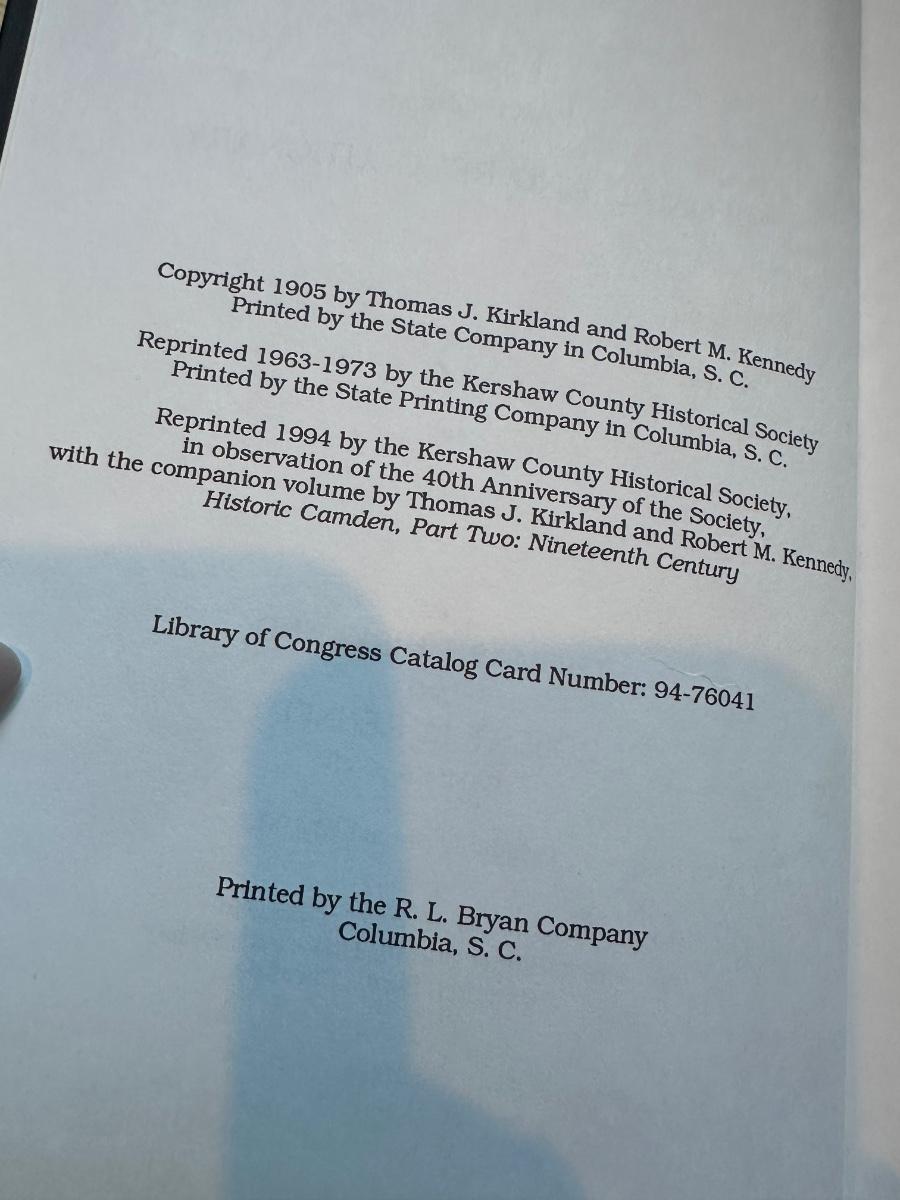 Copyright 1905 by Thomas J. Kirkland and Robert M. Kennedy
Printed by the State Company in Columbia, S. C.
Reprinted 1963-1973 by the Kershaw County Historical Society
Printed by the State Printing Company in Columbia, S. C.
Reprinted 1994 by the Kershaw County Historical Society,
in observation of the 40th Anniversary of the Society,
with the companion volume by Thomas J. Kirkland and Robert M. Kennedy,
Historic Camden, Part Two: Nineteenth Century
Library of Congress Catalog Card Number: 94-76041
Printed by the R. L. Bryan Company
Columbia, S. C.